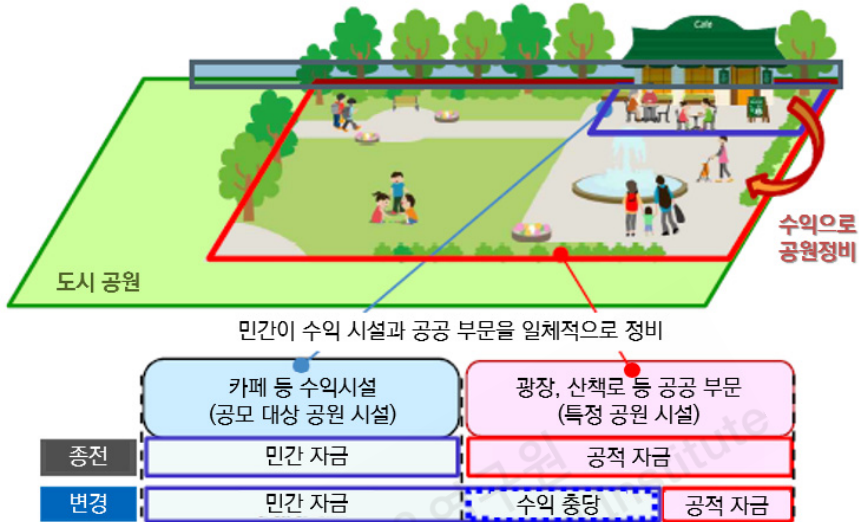 Cafe
수익으로
공원정비
도시 공원
민간이 수익 시설과 공공 부문을 일체적으로 정비
카페 등 수익시설
(공모 대상 공원 시설)
광장, 산책로 등 공공 부문
(특정 공원 시설)
종전 민간 자금 공적 자금
변경 민간 자금 수익 충당 공적 자금
연구원
Institute